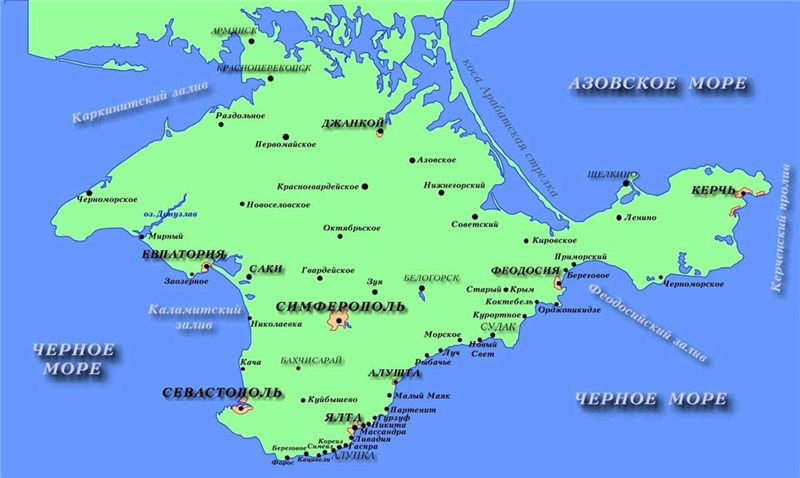 АРМЯНСК
КРАСНОПЕРЕКОПСК
Каркинитский залив
коса Арабатская стрелка
АЗОВСКОЕ МОРЕ
Раздольное
ДЖАНКОЙ
Первомайское
Азовское
ЩЕЛКИНО
КЕРЧЬ
Керченский пролив
Черноморское
Красногвардейское
Нижнегорский
оз. Донузлав
Новоселовское
Советский
Ленино
Мирный
Октябрьское
Кировское
ЕВПАТОРИЯ
Заозерное
САКИ
Гвардейское
Зуя
БЕЛОГОРСК
ФЕОДОСИЯ
Приморский
Береговое
Черноморское
Старый Крым
Коктебель
Орджоникидзе
Феодосийский залив
Каламитский
залив
Николаевка
СИМФЕРОПОЛЬ
Курортное
СУДАК
Морское
Новый
Свет
Луч
Рыбачье
ЧЕРНОЕ
МОРЕ
Кача
БАХЧИСАРАЙ
АЛУШТА
СЕВАСТОПОЛЬ
Куйбышево
Малый Маяк
ЧЕРНОЕ МОРЕ
Партенит
ЯЛТА
Гурзуф
Никита
Массандра
Ливадия
Гаспра
Кореиз
Симеиз
АЛУПКА
Береговое
Кацивели
Форос